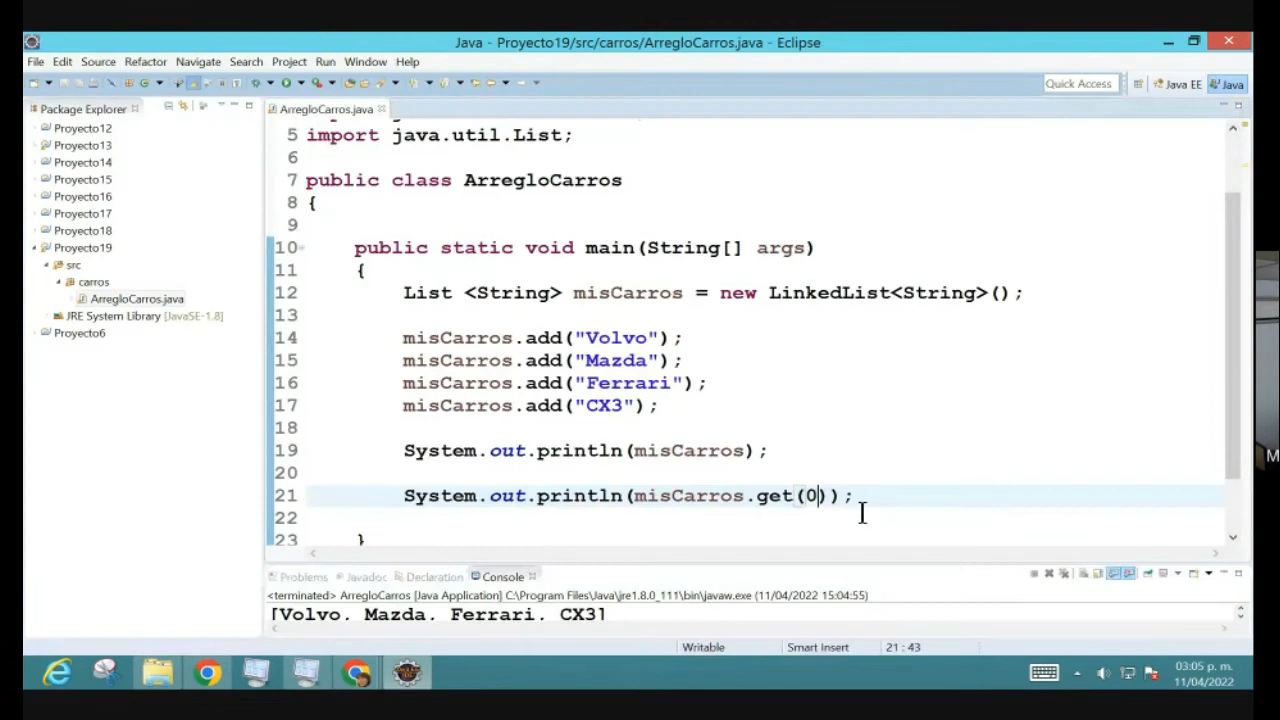 Java - Proyecto19/src/carros/ArregloCarros.java - Eclipse
File Edit Source Refactor Navigate Search Project Run Window Help
Quick Access Java EE Java
Package Explorer
Proyecto12
Proyecto13
Proyecto14
Proyecto15
Proyecto16
Proyecto17
Proyecto18
Proyecto19
src
carros
ArregloCarros.java
JRE System Library [JavaSE-1.8]
Proyecto6
ArregloCarros.java
5 import java.util.List;
6
7 public class ArregloCarros
8 {
9
10 public static void main(String[] args)
11 {
12 List <String> misCarros = new LinkedList<String>();
13
14 misCarros.add("Volvo");
15 misCarros.add("Mazda");
16 misCarros.add("Ferrari");
17 misCarros.add("CX3");
18
19 System.out.println(misCarros);
20
21 System.out.println(misCarros.get(0));
22
23 }
Problems Javadoc Declaration Console
<terminated> ArregloCarros [Java Application] C:\Program Files\Java\jre1.8.0_111\bin\javaw.exe (11/04/2022 15:04:55)
[Volvo, Mazda, Ferrari, CX3]
Writable Smart Insert 21 : 43
03:05 p. m.
11/04/2022
M